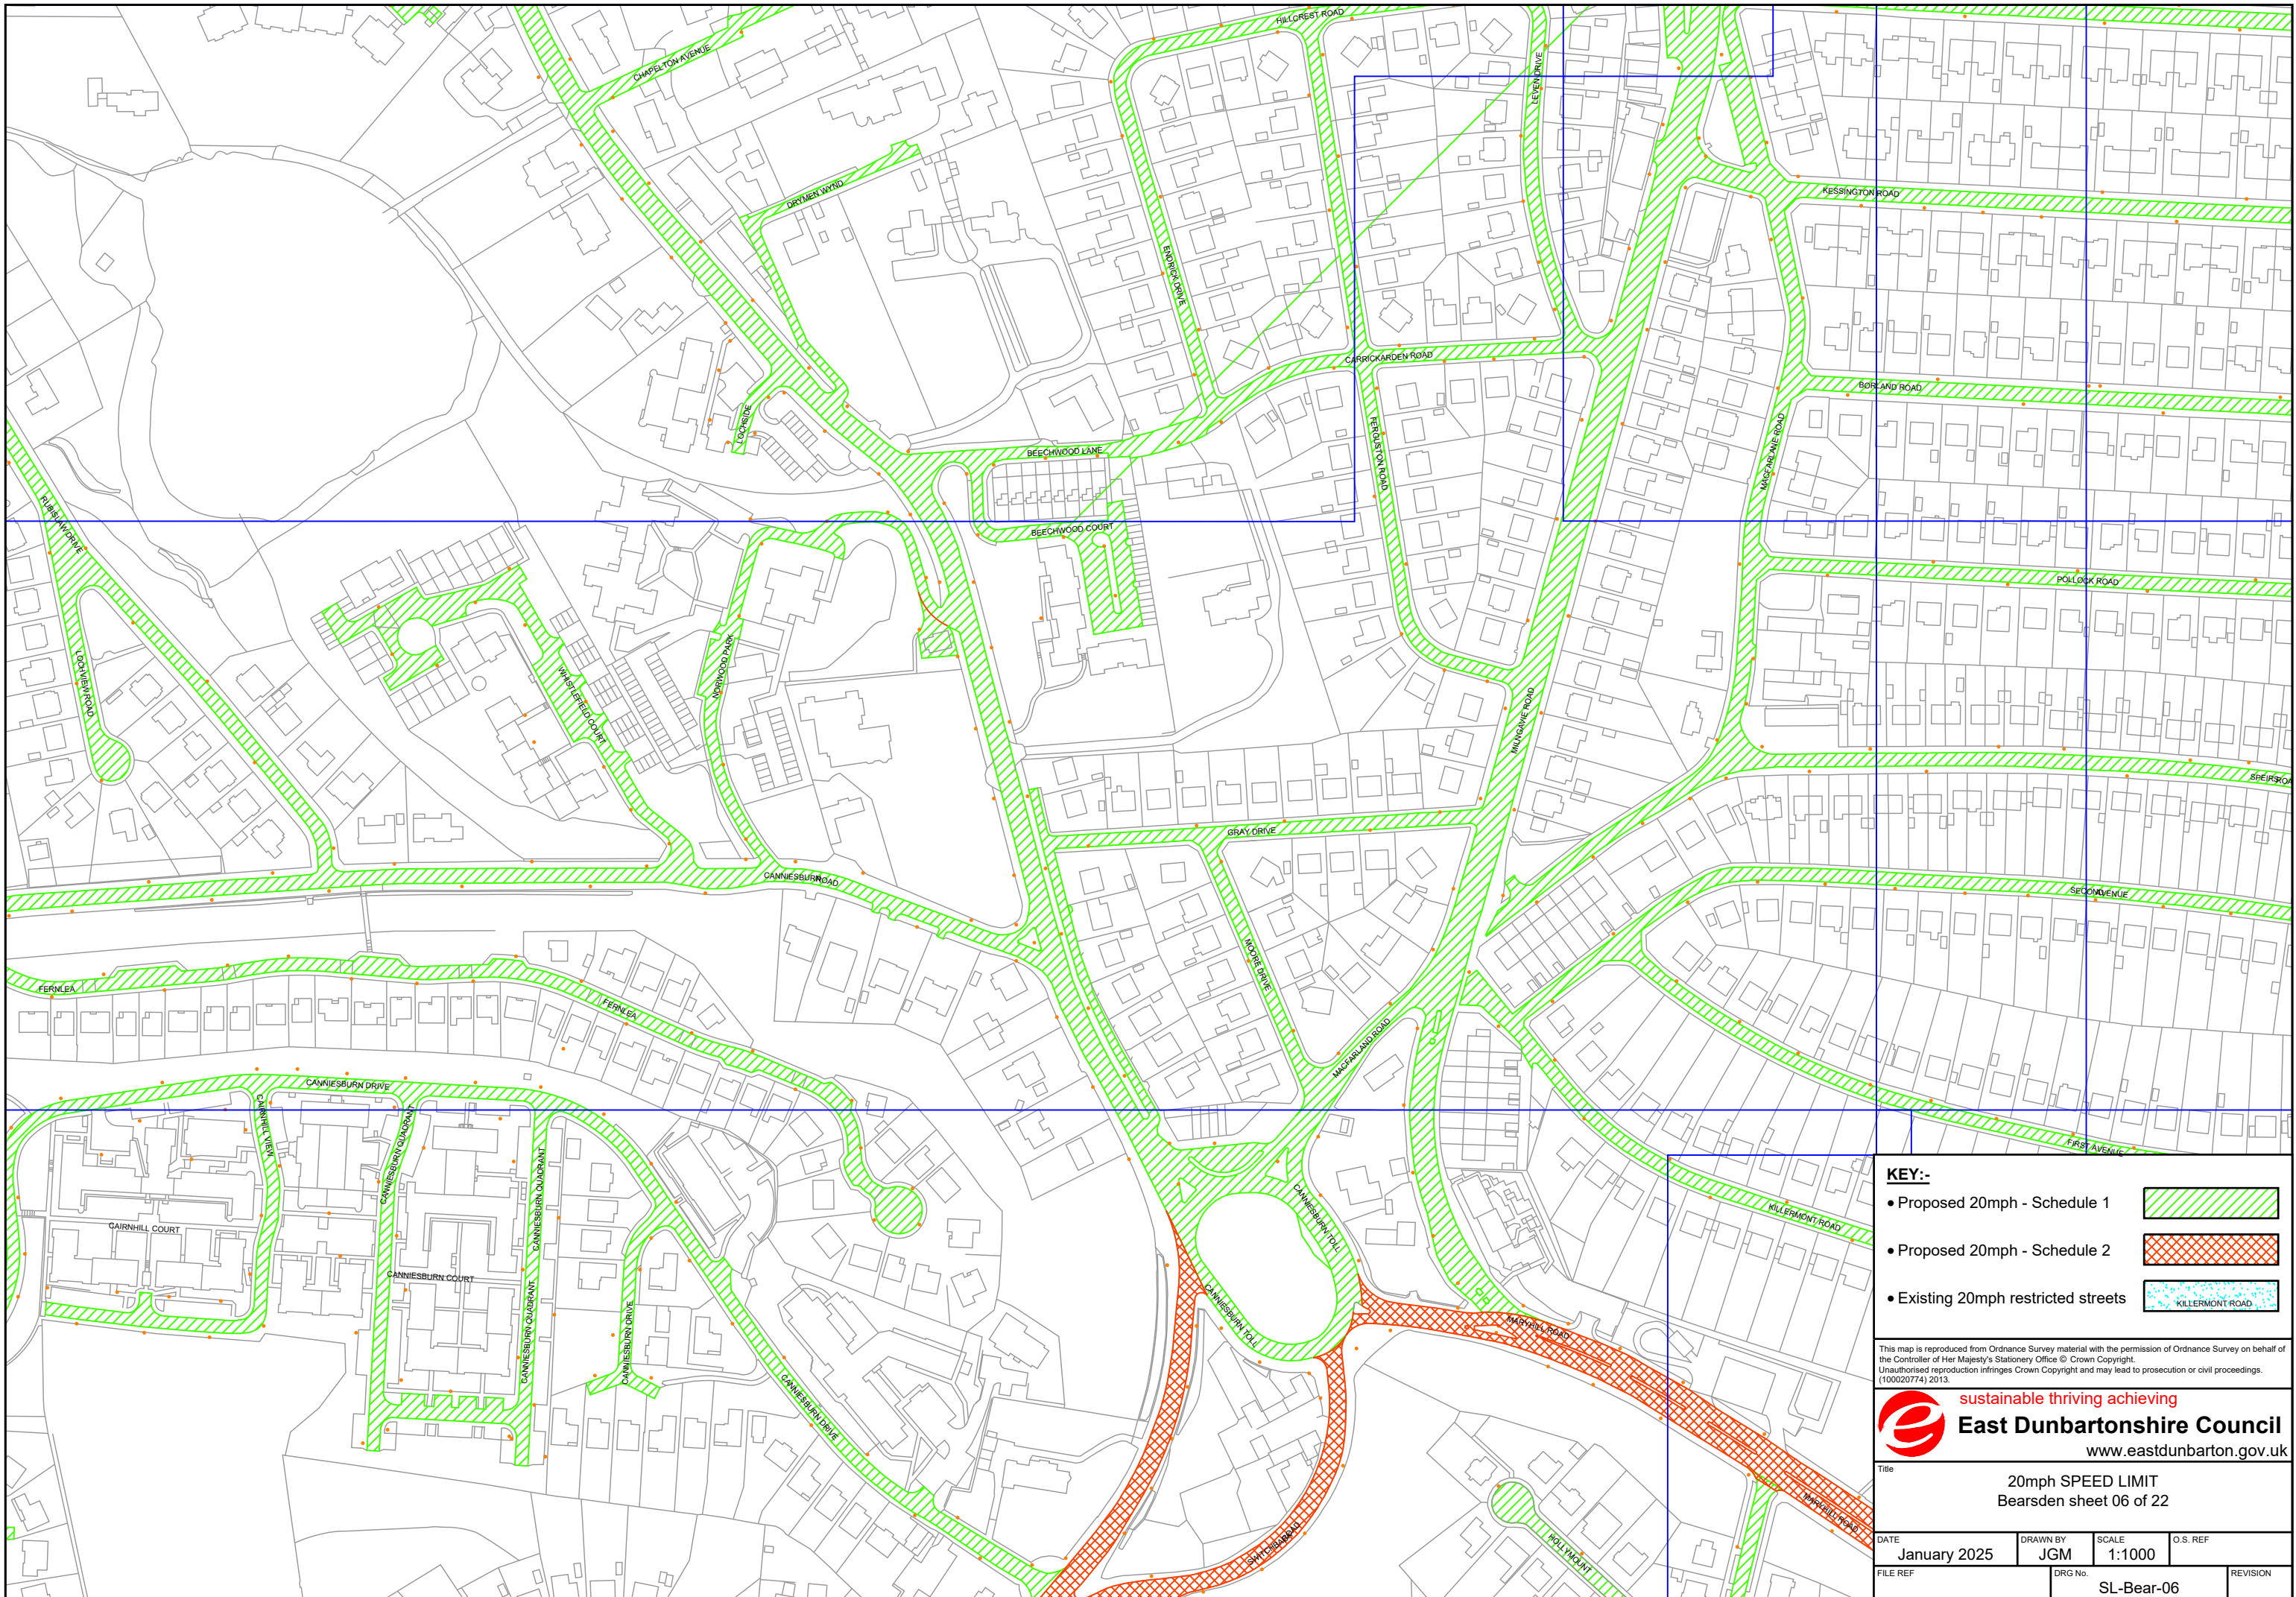 HILLCREST ROAD
CHAPELTON AVENUE
LEVEN DRIVE
DRYMEN WYND
KESSINGTON ROAD
ENDRICK DRIVE
CARRICKARDEN ROAD
BORLAND ROAD
LOCHSIDE
FERGUSTON ROAD
MACFARLANE ROAD
BEECHWOOD LANE
RUBISLAW DRIVE
BEECHWOOD COURT
POLLOCK ROAD
LOCHVIEW ROAD
NORWOOD PARK
WHISTLEFIELD COURT
MILNGAVIE ROAD
SPEIRS ROA
GRAY DRIVE
CANNIESBURN ROAD
SECOND AVENUE
MOORE DRIVE
FERNLEA
FERNLEA
MACFARLAND ROAD
CANNIESBURN DRIVE
CAIRNHILL VIEW
CANNIESBURN QUADRANT
CANNIESBURN QUADRANT
FIRST AVENUE
KILLERMONT ROAD
CAIRNHILL COURT
CANNIESBURN COURT
CANNIESBURN TOLL
CANNIESBURN TOLL
CANNIESBURN QUADRANT
CANNIESBURN DRIVE
MARYHILL ROAD
CANNIESBURN DRIVE
SWITCHBACK ROAD
HOLLYMOUNT
MARYHILL ROAD
KEY:-
• Proposed 20mph - Schedule 1
• Proposed 20mph - Schedule 2
• Existing 20mph restricted streets
KILLERMONT ROAD
This map is reproduced from Ordnance Survey material with the permission of Ordnance Survey on behalf of
the Controller of Her Majesty's Stationery Office © Crown Copyright.
Unauthorised reproduction infringes Crown Copyright and may lead to prosecution or civil proceedings.
(100020774) 2013.
sustainable thriving achieving
East Dunbartonshire Council
www.eastdunbarton.gov.uk
Title
20mph SPEED LIMIT
Bearsden sheet 06 of 22
DATE
January 2025
DRAWN BY
JGM
SCALE
1:1000
O.S. REF
FILE REF
DRG No.
SL-Bear-06
REVISION